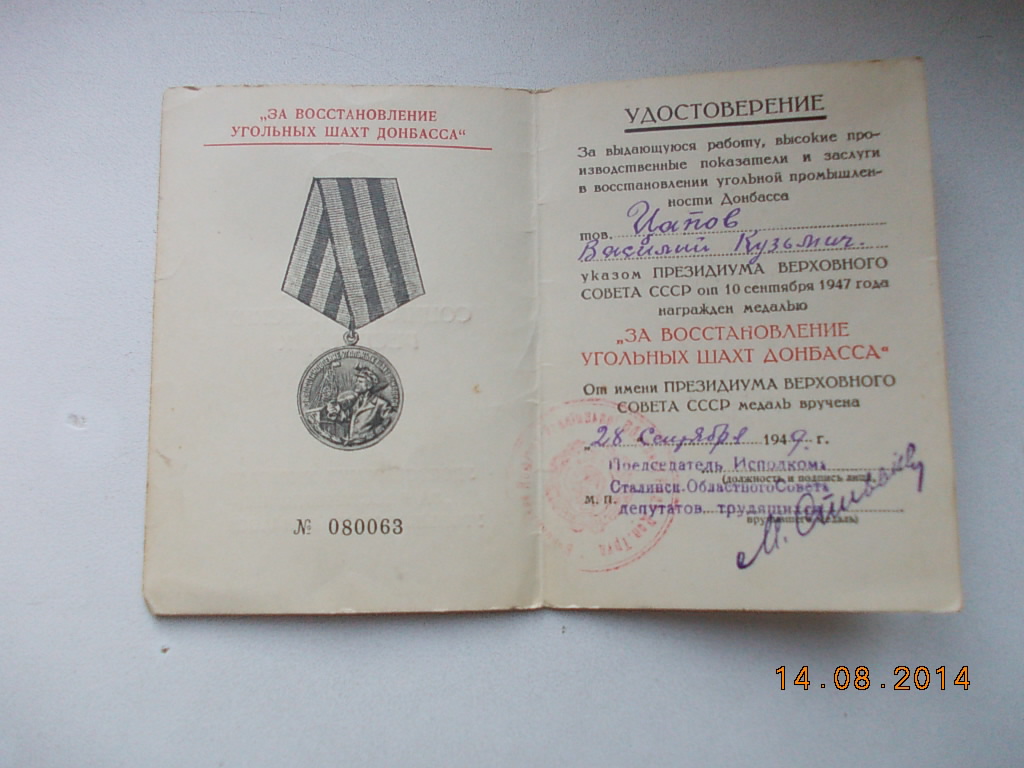 „ЗА ВОССТАНОВЛЕНИЕ
УГОЛЬНЫХ ШАХТ ДОНБАССА“
№ 080063
УДОСТОВЕРЕНИЕ
За выдающуюся работу, высокие про-
изводственные показатели и заслуги
в восстановлении угольной промышлен-
ности Донбасса
тов. Цапов
Василий Кузьмич.
указом ПРЕЗИДИУМА ВЕРХОВНОГО
СОВЕТА СССР от 10 сентября 1947 года
награжден медалью
„ЗА ВОССТАНОВЛЕНИЕ
УГОЛЬНЫХ ШАХТ ДОНБАССА“
От имени ПРЕЗИДИУМА ВЕРХОВНОГО
СОВЕТА СССР медаль вручена
„28 Сентября 1949. г.
Председатель Исполкома
(должность и подпись лица,
Сталинск. Областного Совета
М. П.
депутатов трудящихся
вручившего медаль)
14.08.2014